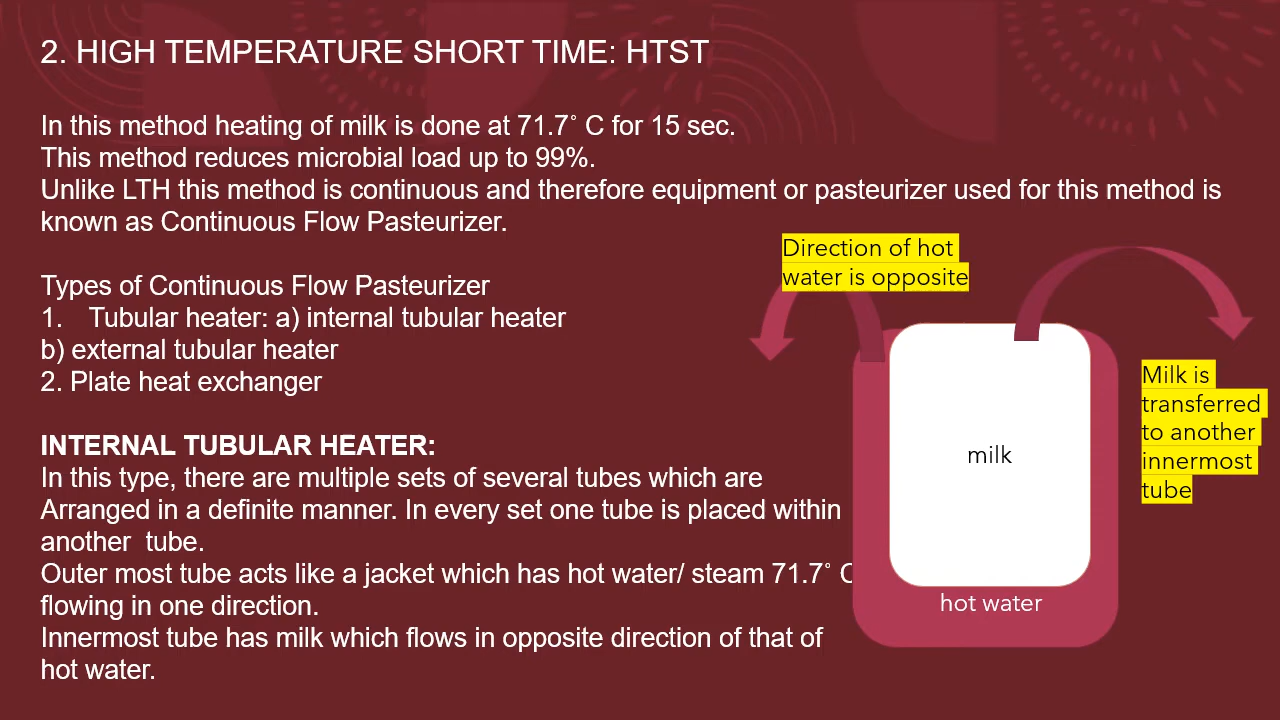 2. HIGH TEMPERATURE SHORT TIME: HTST
In this method heating of milk is done at 71.7˚ C for 15 sec.
This method reduces microbial load up to 99%.
Unlike LTH this method is continuous and therefore equipment or pasteurizer used for this method is
known as Continuous Flow Pasteurizer.
Types of Continuous Flow Pasteurizer
1. Tubular heater: a) internal tubular heater
b) external tubular heater
2. Plate heat exchanger
INTERNAL TUBULAR HEATER:
In this type, there are multiple sets of several tubes which are
Arranged in a definite manner. In every set one tube is placed within
another tube.
Outer most tube acts like a jacket which has hot water/ steam 71.7˚ C
flowing in one direction.
Innermost tube has milk which flows in opposite direction of that of
hot water.
Direction of hot
water is opposite
milk
hot water
Milk is
transferred
to another
innermost
tube